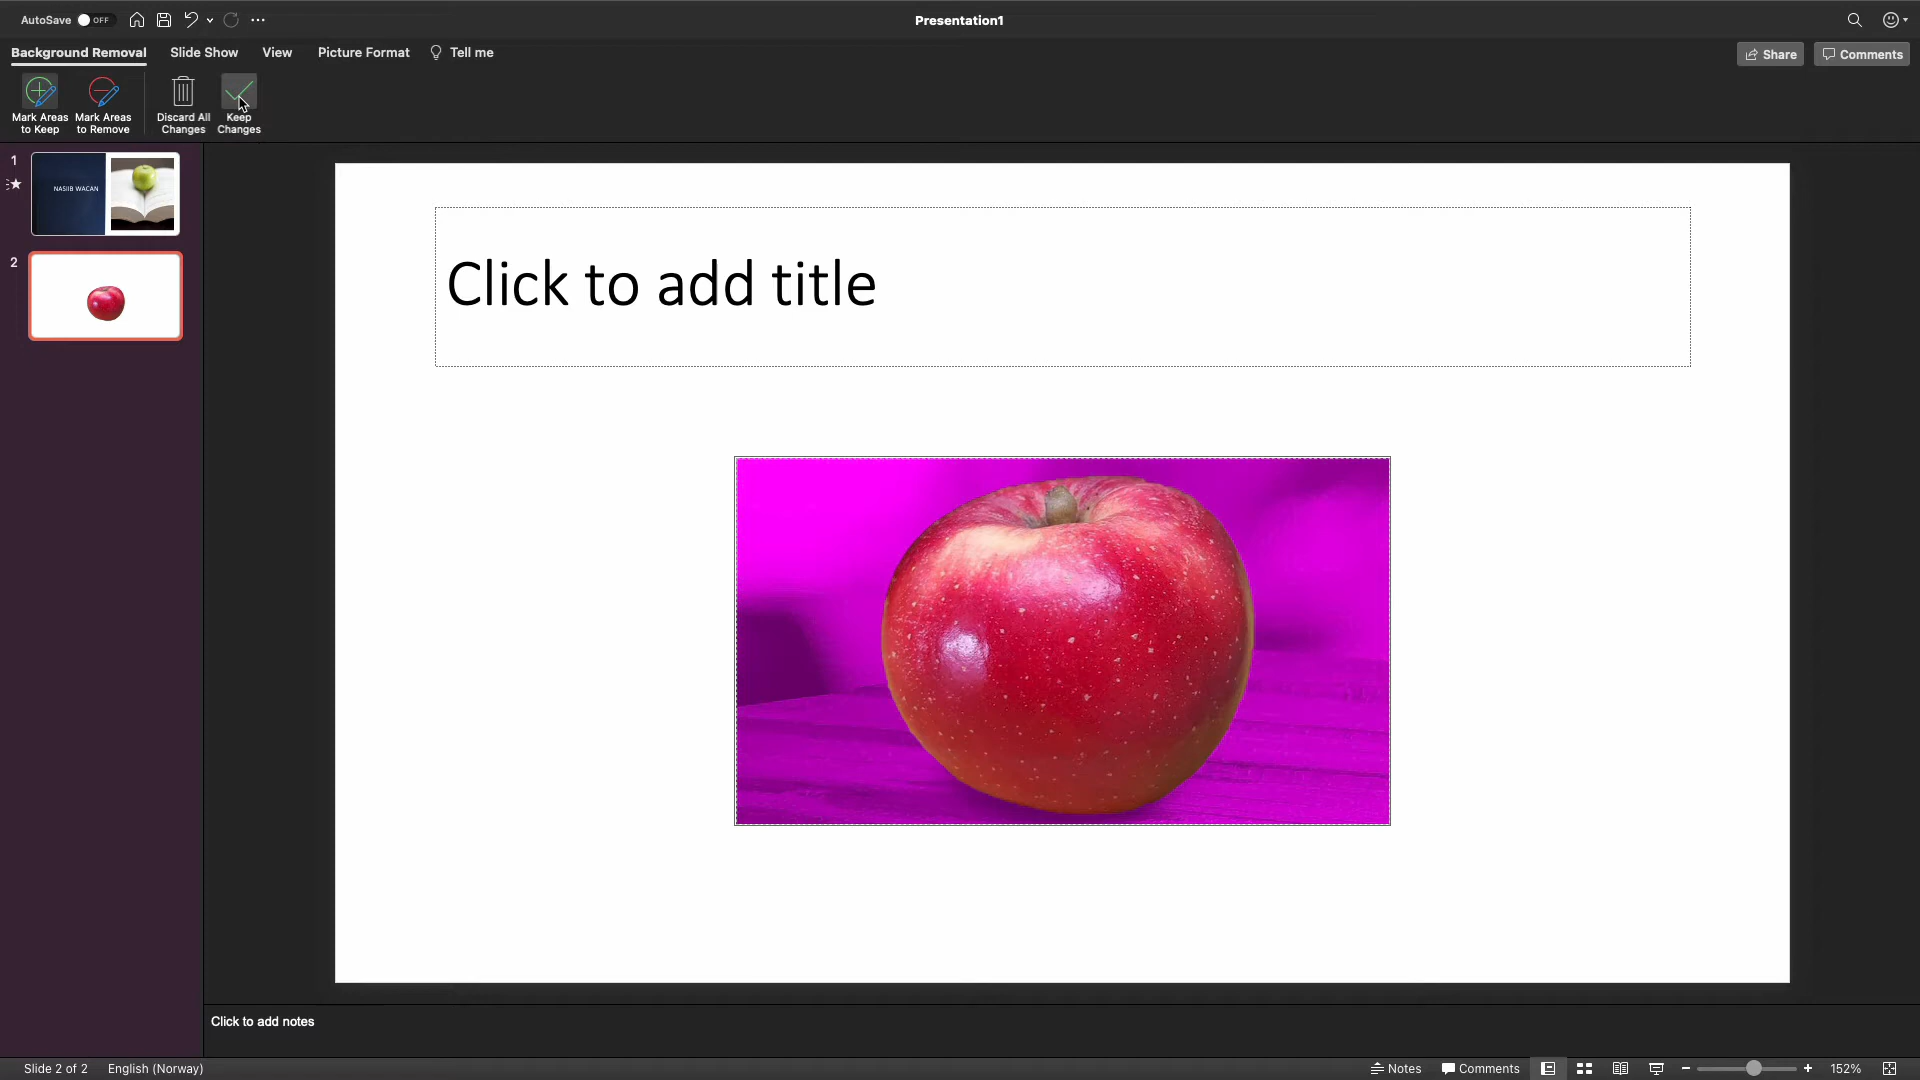 AutoSave OFF
Presentation1
Background Removal Slide Show View Picture Format Tell me
Share Comments
Mark Areas to Keep
Mark Areas to Remove
Discard All Changes
Keep Changes
1
NASIIB WACAN
2
Click to add title
Click to add notes
Slide 2 of 2 English (Norway)
Notes Comments 152%